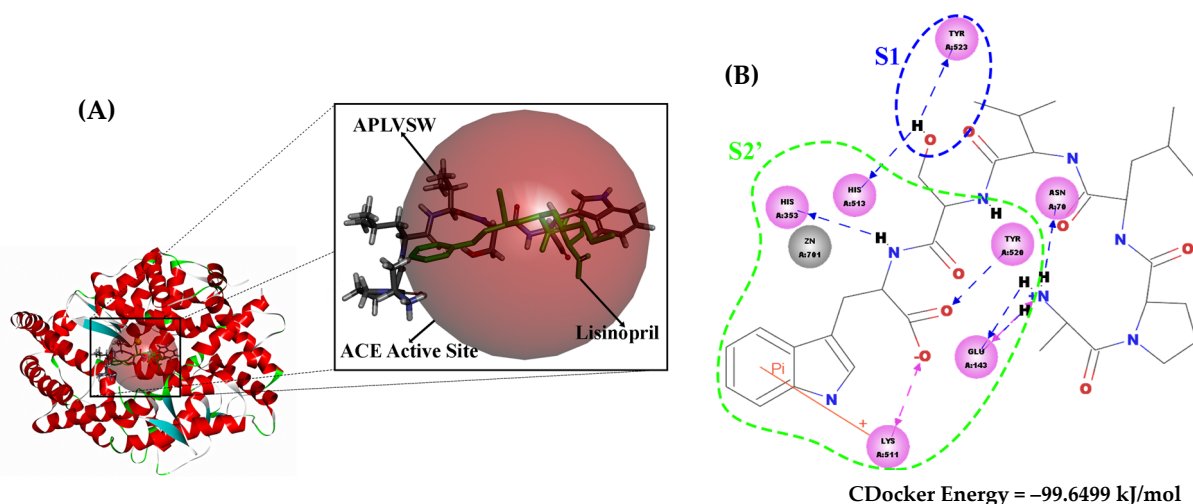 (A)
APLVSW
ACE Active Site
Lisinopril
(B)
S1
TYR
A:523
H
O
S2'
HIS
A:513
HIS
A:353
ZN
A:701
H
N
O
O
N
H
N
O
ASN
A:70
O
TYR
A:520
N
O
H
H
N
+
H
GLU
A:143
O
-O
O
N
Pi
N
+
LYS
A:511
CDocker Energy = –99.6499 kJ/mol